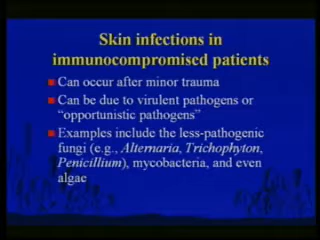 Skin infections in
immunocompromised patients
Can occur after minor trauma
Can be due to virulent pathogens or
“opportunistic pathogens”
Examples include the less-pathogenic
fungi (e.g., Alternaria, Trichophyton,
Penicillium), mycobacteria, and even
algae